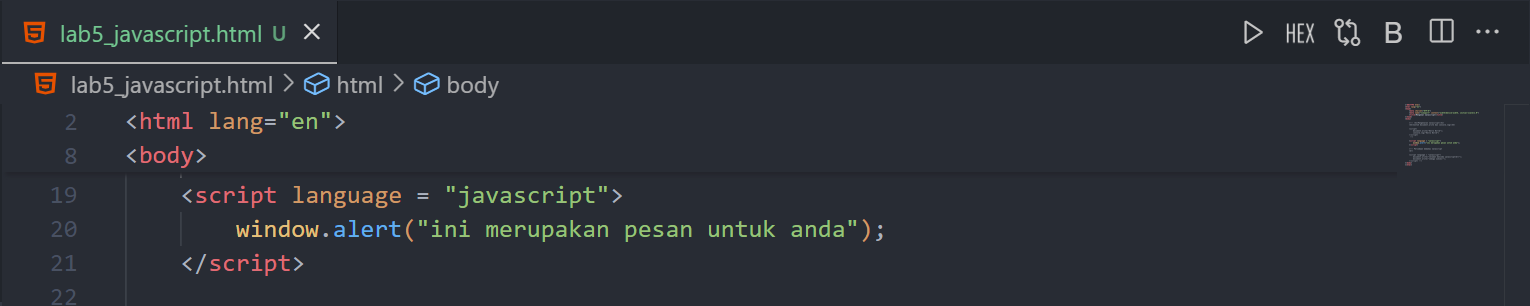 lab5_javascript.html U
HEX B
lab5_javascript.html > html > body
2 <html lang="en">
8 <body>
19 <script language = "javascript">
20 window.alert("ini merupakan pesan untuk anda");
21 </script>
22